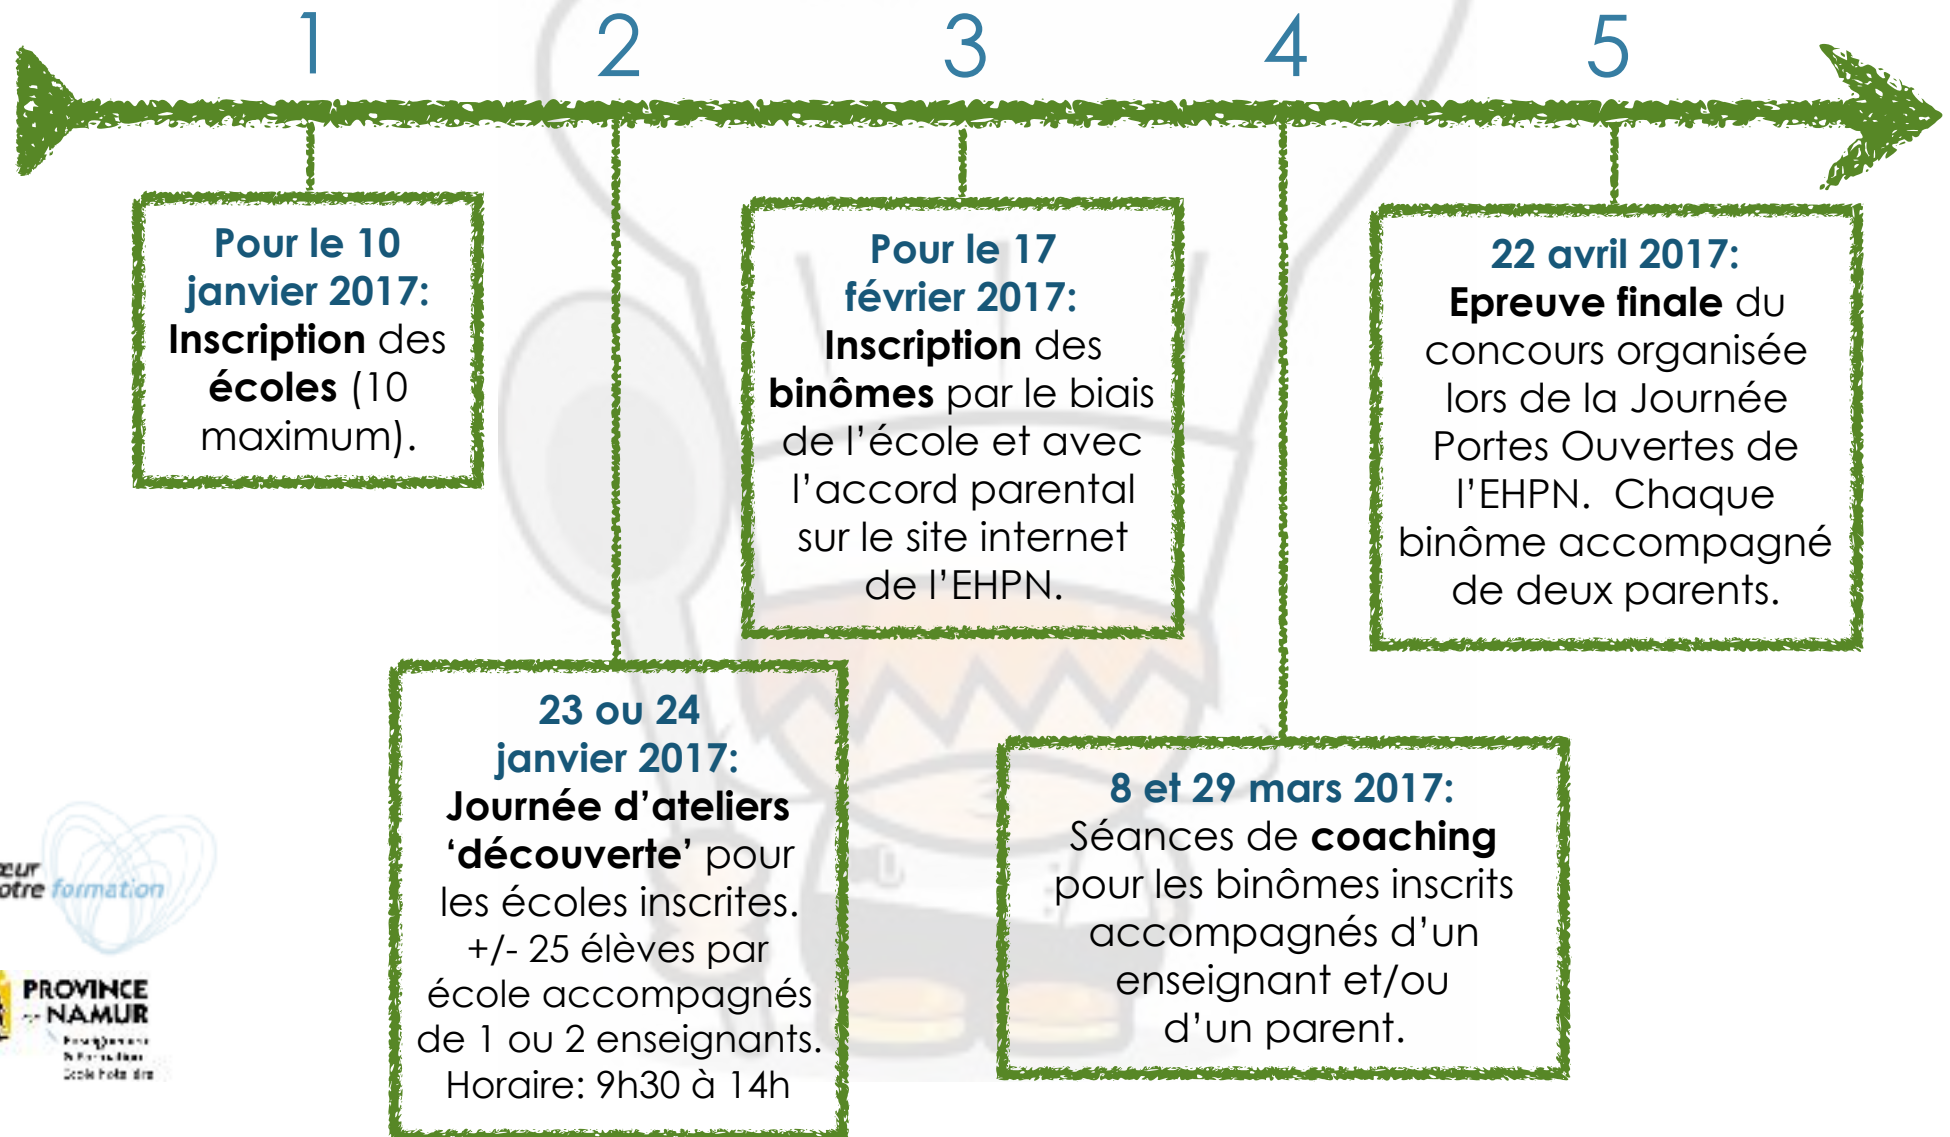 1
2
3
4
5
Pour le 10
janvier 2017:
Inscription des
écoles (10
maximum).
23 ou 24
janvier 2017:
Journée d’ateliers
‘découverte’ pour
les écoles inscrites.
+/- 25 élèves par
école accompagnés
de 1 ou 2 enseignants.
Horaire: 9h30 à 14h
Pour le 17
février 2017:
Inscription des
binômes par le biais
de l’école et avec
l’accord parental
sur le site internet
de l’EHPN.
8 et 29 mars 2017:
Séances de coaching
pour les binômes inscrits
accompagnés d’un
enseignant et/ou
d’un parent.
22 avril 2017:
Epreuve finale du
concours organisée
lors de la Journée
Portes Ouvertes de
l’EHPN.  Chaque
binôme accompagné
de deux parents.
formation
PROVINCE
NAMUR